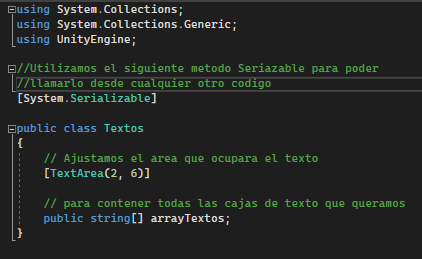 using System.Collections;
using System.Collections.Generic;
using UnityEngine;
//Utilizamos el siguiente metodo Seriazable para poder
//llamarlo desde cualquier otro codigo
[System.Serializable]
public class Textos
{
// Ajustamos el area que ocupara el texto
[TextArea(2, 6)]
// para contener todas las cajas de texto que queramos
public string[] arrayTextos;
}